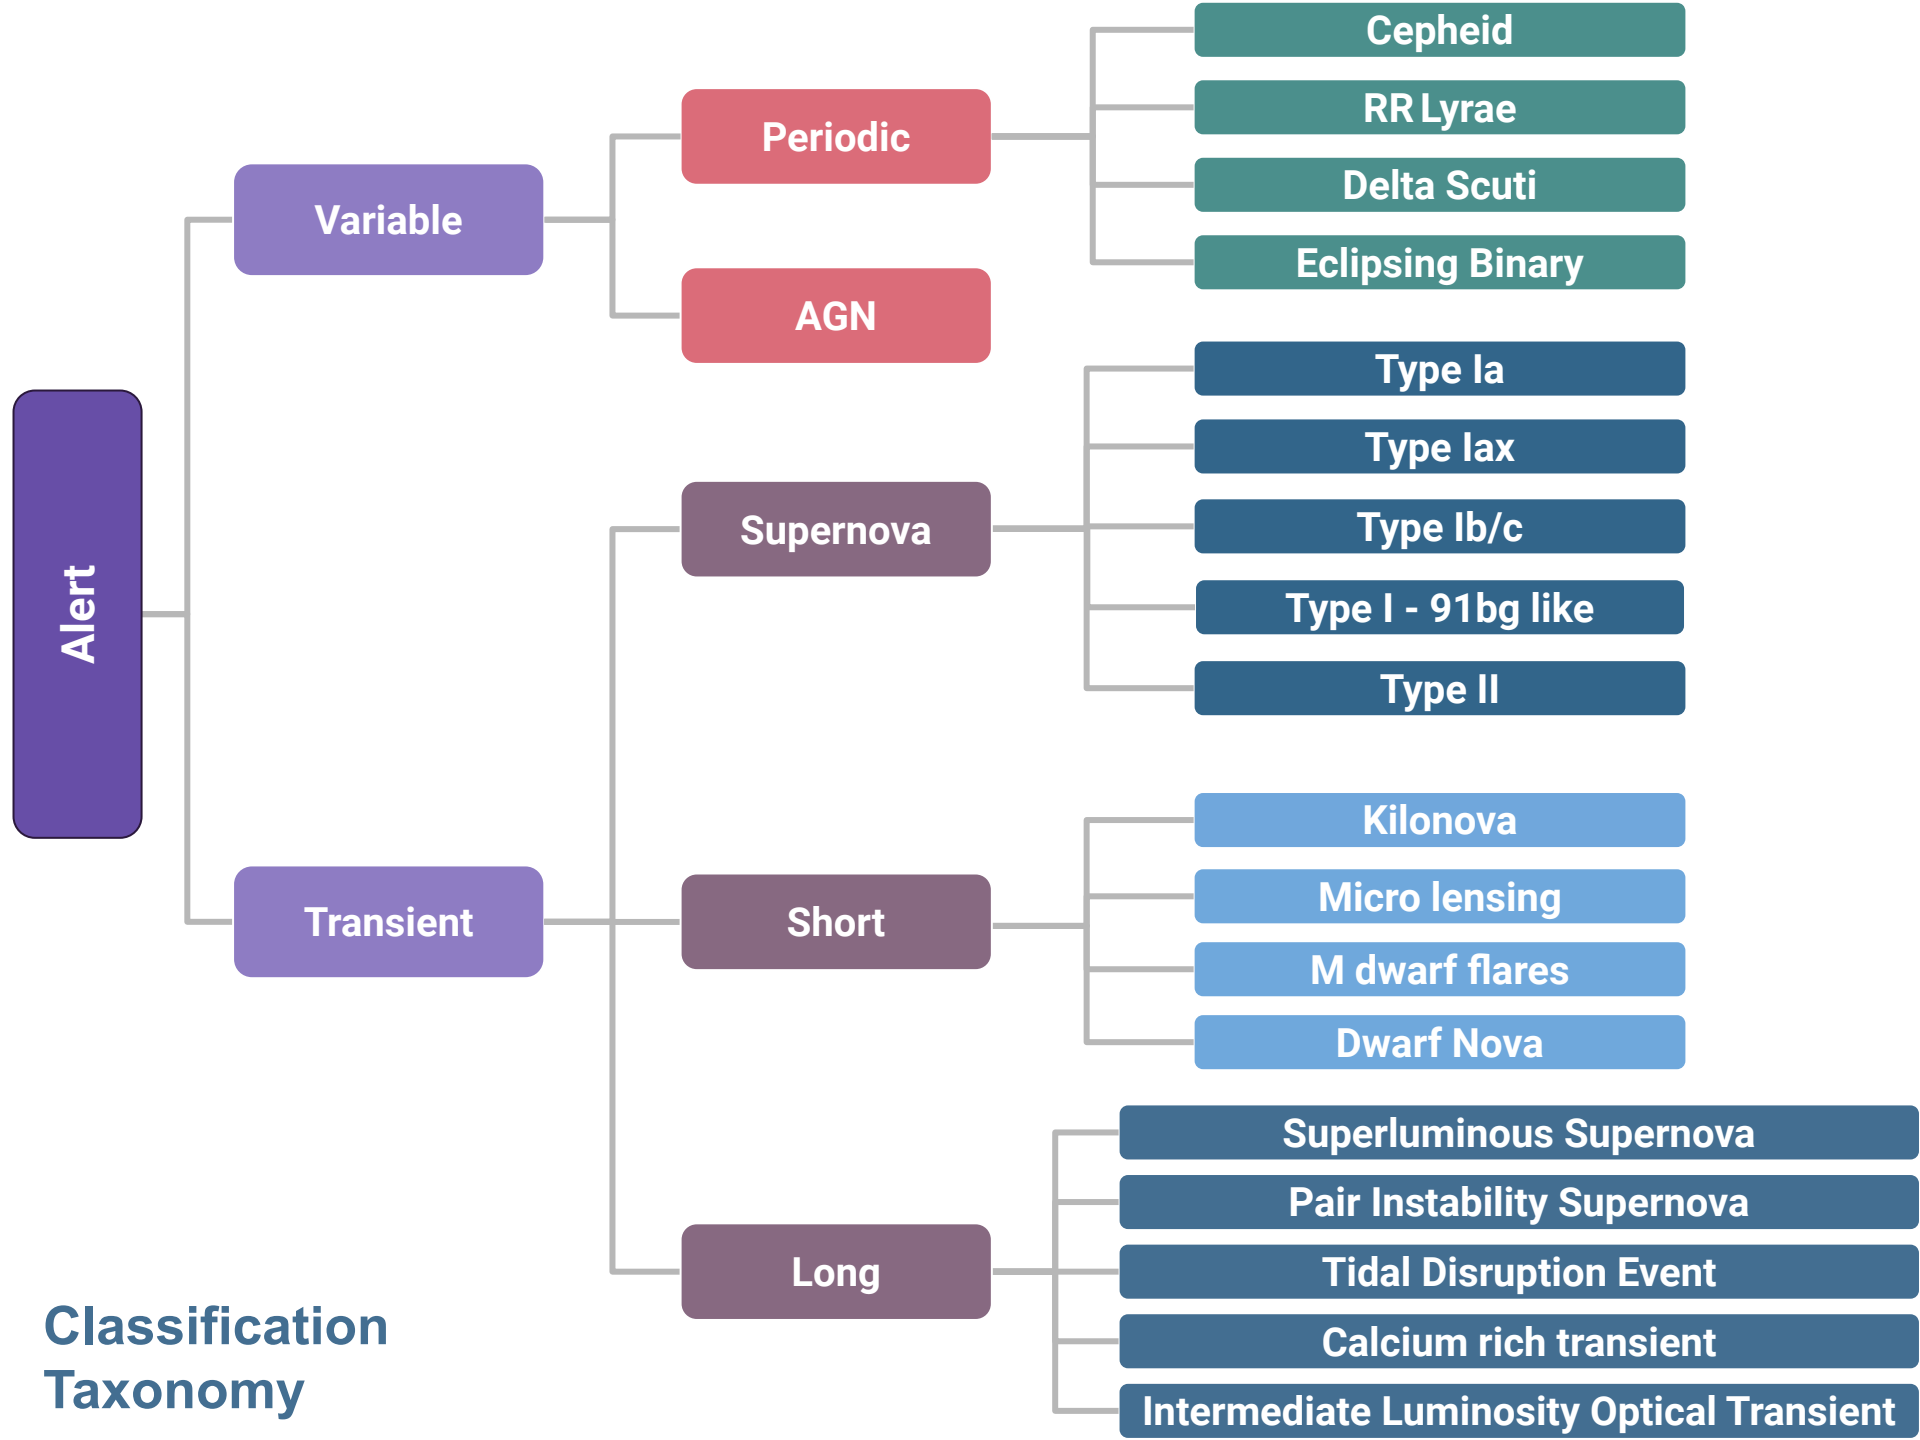 Alert
Variable
Periodic
Cepheid
RR Lyrae
Delta Scuti
Eclipsing Binary
AGN
Transient
Supernova
Type Ia
Type Iax
Type Ib/c
Type I - 91bg like
Type II
Short
Kilonova
Micro lensing
M dwarf flares
Dwarf Nova
Long
Superluminous Supernova
Pair Instability Supernova
Tidal Disruption Event
Calcium rich transient
Intermediate Luminosity Optical Transient
Classification
Taxonomy